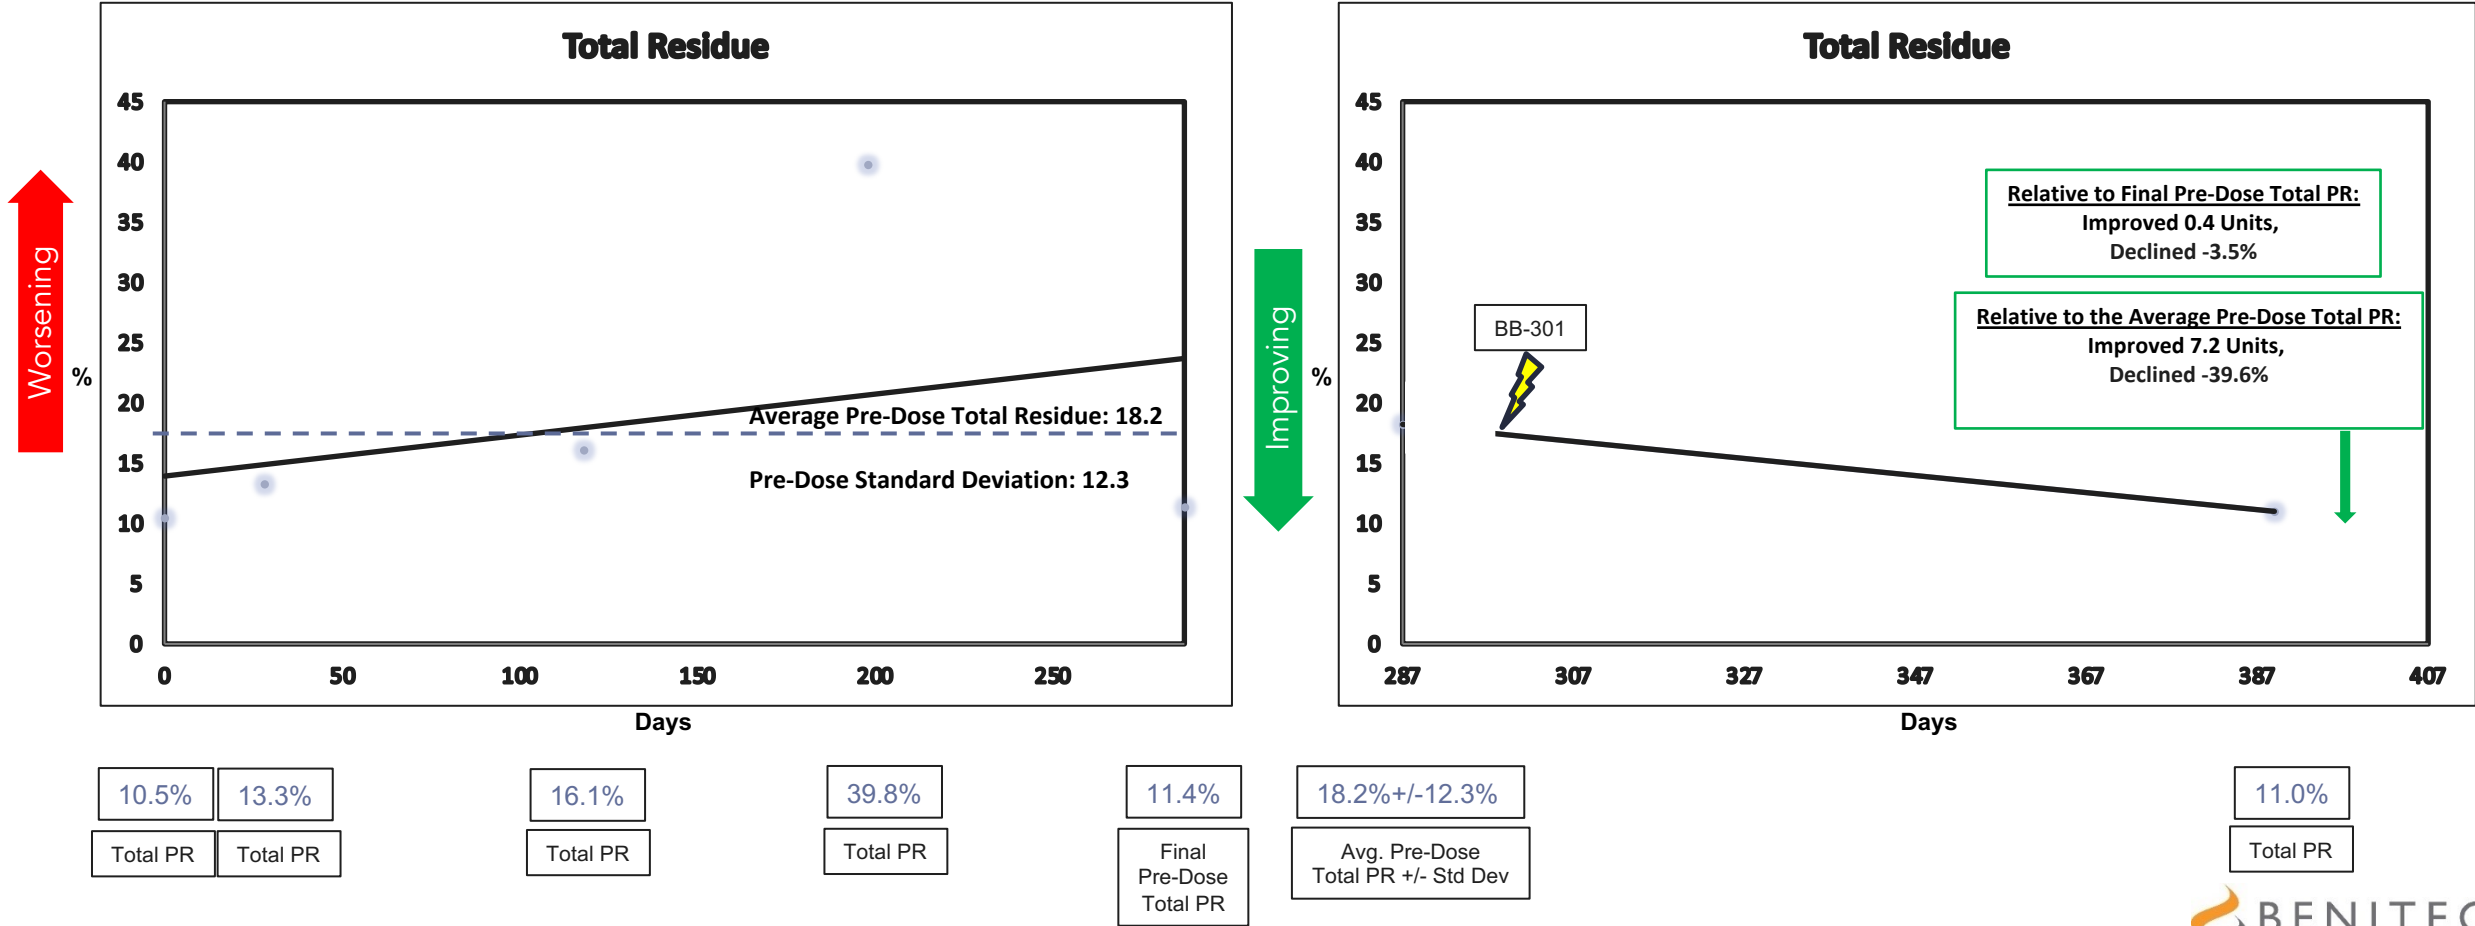 Total Residue
45
40
35
30
25
20
15
10
5
0
%
Worsening
Average Pre-Dose Total Residue: 18.2
Pre-Dose Standard Deviation: 12.3
0 50 100 150 200 250
Days
Total Residue
45
40
35
30
25
20
15
10
5
0
%
Improving
BB-301
Relative to Final Pre-Dose Total PR:
Improved 0.4 Units,
Declined -3.5%
Relative to the Average Pre-Dose Total PR:
Improved 7.2 Units,
Declined -39.6%
287 307 327 347 367 387 407
Days
10.5% 13.3% 16.1% 39.8% 11.4% 18.2%+/-12.3% 11.0%
Total PR Total PR Total PR Total PR
Final
Pre-Dose
Total PR
Avg. Pre-Dose
Total PR +/- Std Dev
Total PR
BENITEC